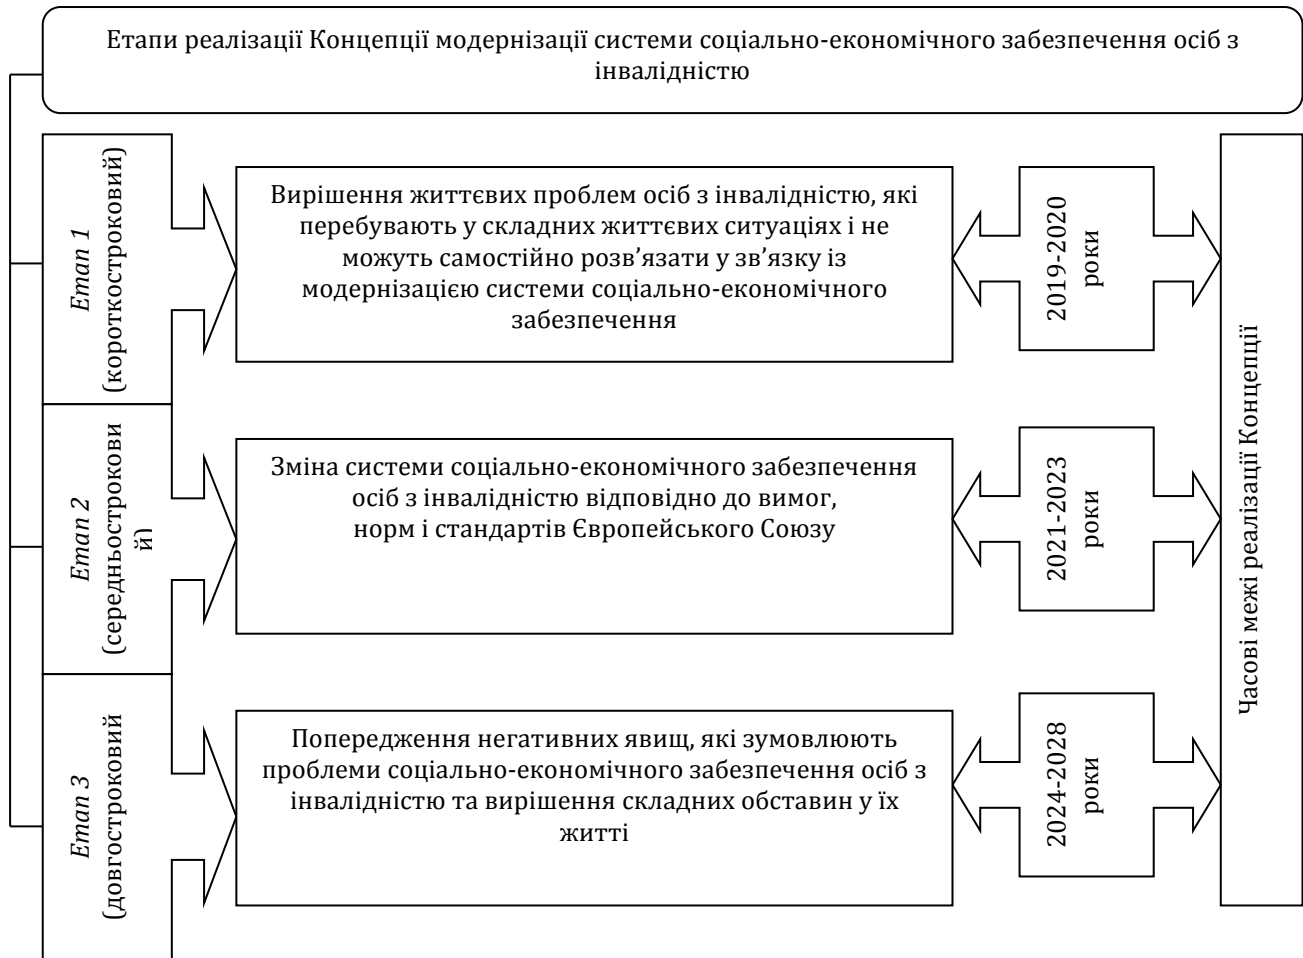 Етапи реалізації Концепції модернізації системи соціально-економічного забезпечення осіб з
інвалідністю
Етап 1
(короткостроковий)
Вирішення життєвих проблем осіб з інвалідністю, які
перебувають у складних життєвих ситуаціях і не
можуть самостійно розв’язати у зв’язку із
модернізацією системи соціально-економічного
забезпечення
2019-2020
роки
Етап 2
(середньострокови
й)
Зміна системи соціально-економічного забезпечення
осіб з інвалідністю відповідно до вимог,
норм і стандартів Європейського Союзу
2021-2023
роки
Етап 3
(довгостроковий
Попередження негативних явищ, які зумовлюють
проблеми соціально-економічного забезпечення осіб з
інвалідністю та вирішення складних обставин у їх
житті
2024-2028
роки
Часові межі реалізації Концепції